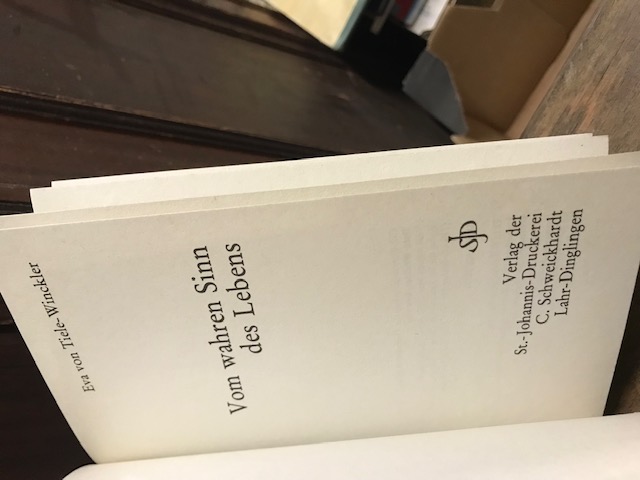 Eva von Tiele-Winckler
Vom wahren Sinn
des Lebens
SJD
Verlag der
St.-Johannis-Druckerei
C. Schweickhardt
Lahr-Dinglingen